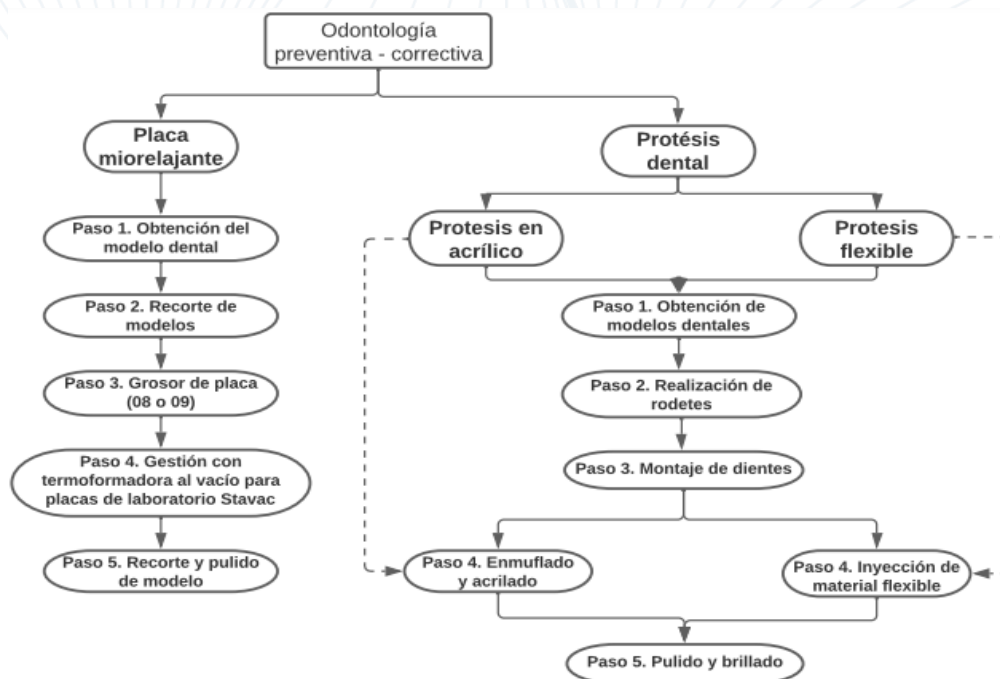 Odontología
preventiva - correctiva
Placa
miorelajante
Paso 1. Obtención del
modelo dental
Paso 2. Recorte de
modelos
Paso 3. Grosor de placa
(08 o 09)
Paso 4. Gestión con
termoformadora al vacío para
placas de laboratorio Stavac
Paso 5. Recorte y pulido
de modelo
Protésis
dental
Protesis en
acrílico
Protesis
flexible
Paso 1. Obtención de
modelos dentales
Paso 2. Realización de
rodetes
Paso 3. Montaje de dientes
Paso 4. Enmuflado
y acrilado
Paso 4. Inyección de
material flexible
Paso 5. Pulido y brillado